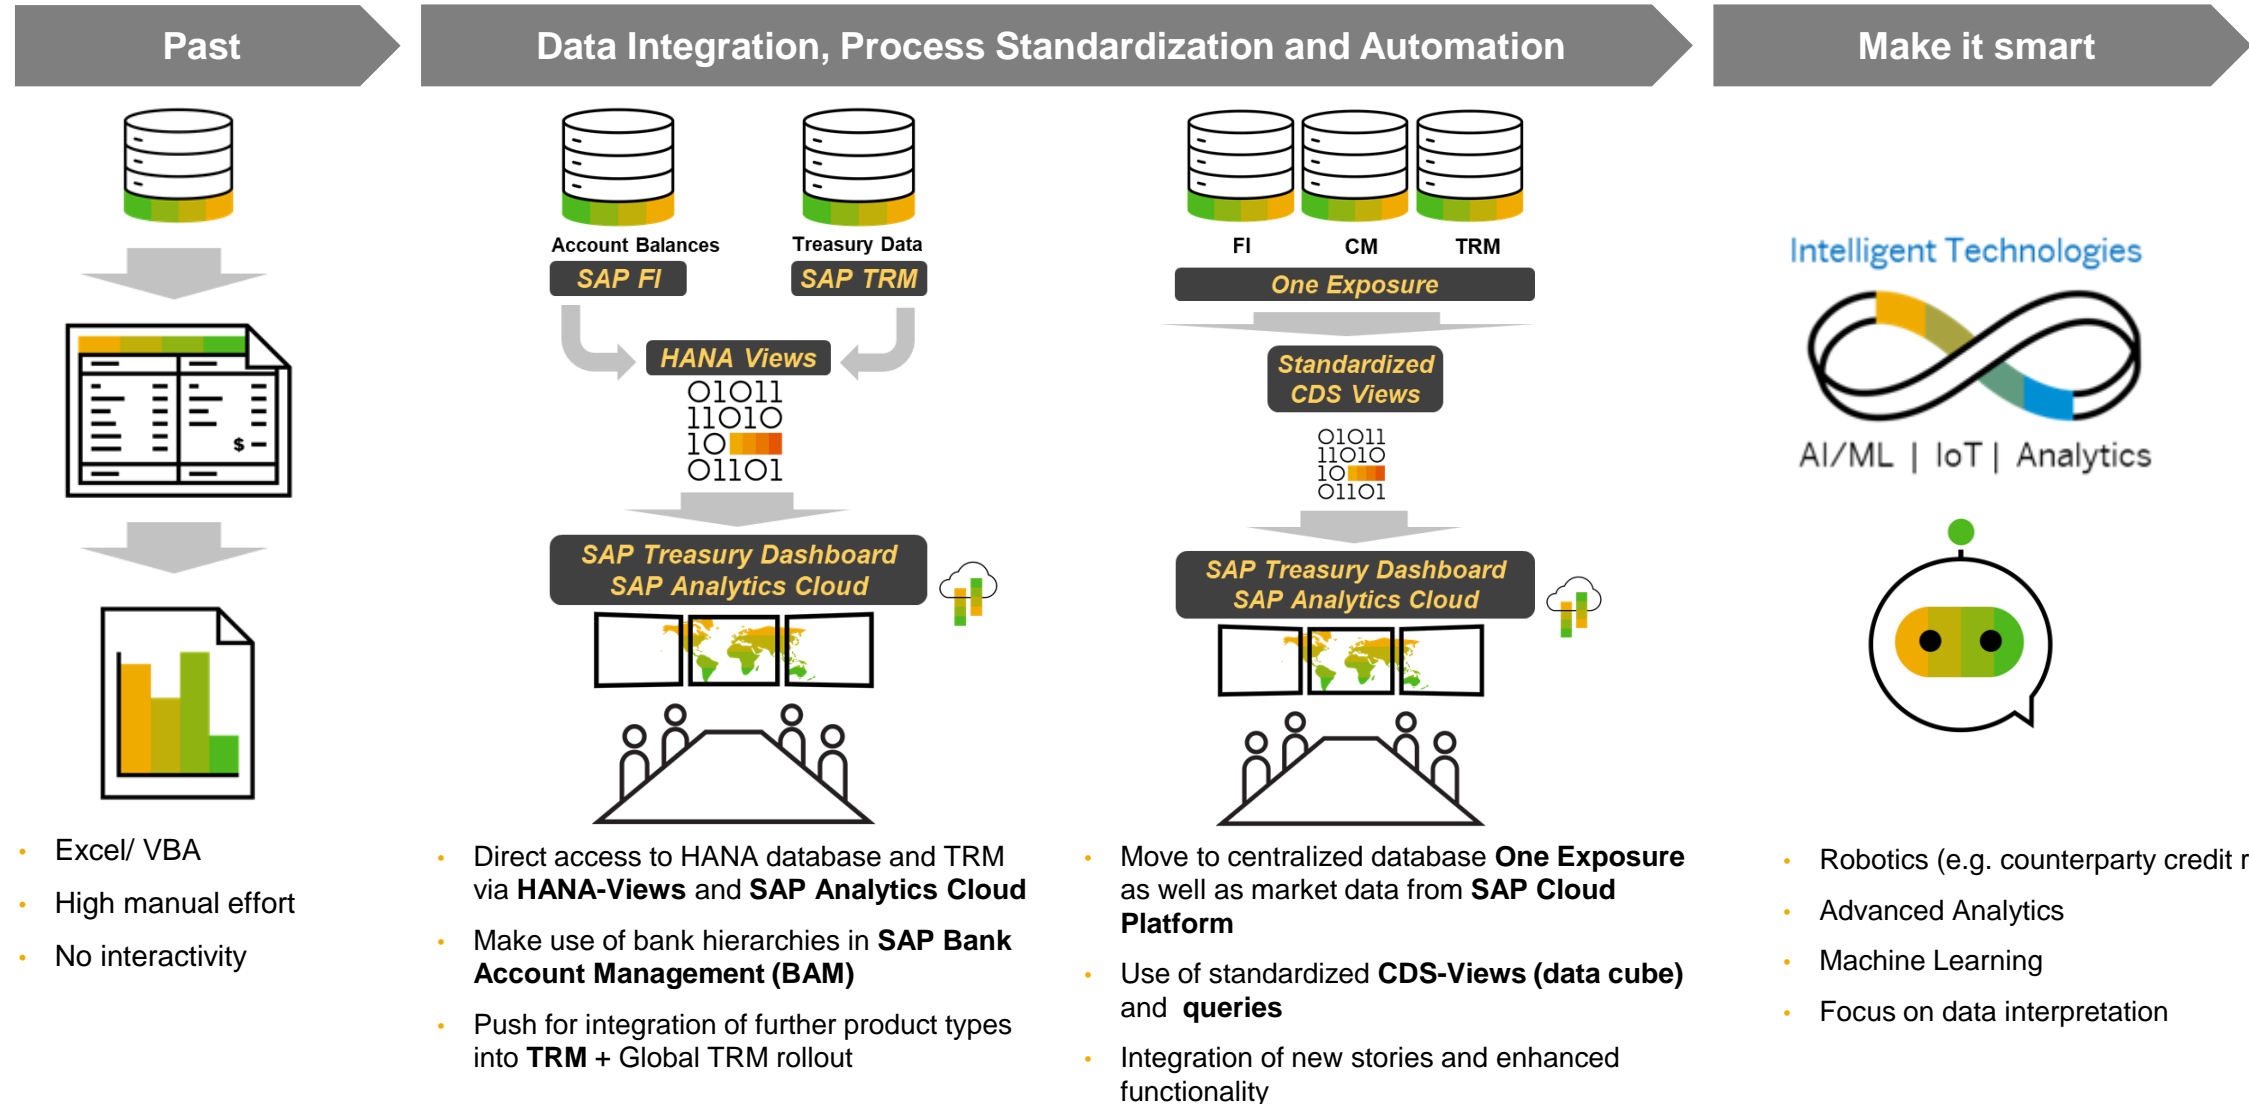 Past
Data Integration, Process Standardization and Automation
Make it smart
Account Balances
SAP FI
Treasury Data
SAP TRM
HANA Views
01011
11010
10
01101
SAP Treasury Dashboard
SAP Analytics Cloud
FI
CM
TRM
One Exposure
Standardized
CDS Views
01011
11010
10
01101
SAP Treasury Dashboard
SAP Analytics Cloud
Intelligent Technologies
AI/ML | IoT | Analytics
$
• Excel/ VBA
• High manual effort
• No interactivity
• Direct access to HANA database and TRM
via HANA-Views and SAP Analytics Cloud
• Make use of bank hierarchies in SAP Bank
Account Management (BAM)
• Push for integration of further product types
into TRM + Global TRM rollout
• Move to centralized database One Exposure
as well as market data from SAP Cloud
Platform
• Use of standardized CDS-Views (data cube)
and queries
• Integration of new stories and enhanced
functionality
• Robotics (e.g. counterparty credit
• Advanced Analytics
• Machine Learning
• Focus on data interpretation